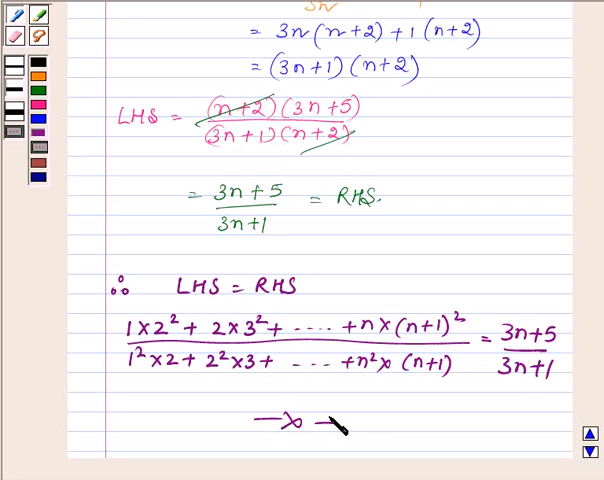 = 3n(n+2)+1(n+2)
= (3n+1)(n+2)
LHS = (n+2)(3n+5)
(3n+1)(n+2)
= 3n+5 = RHS.
3n+1
∴ LHS = RHS
1×2²+ 2×3²+ .... +n×(n+1)² = 3n+5
1²×2+ 2²×3+ .... +n²×(n+1) 3n+1
—×—